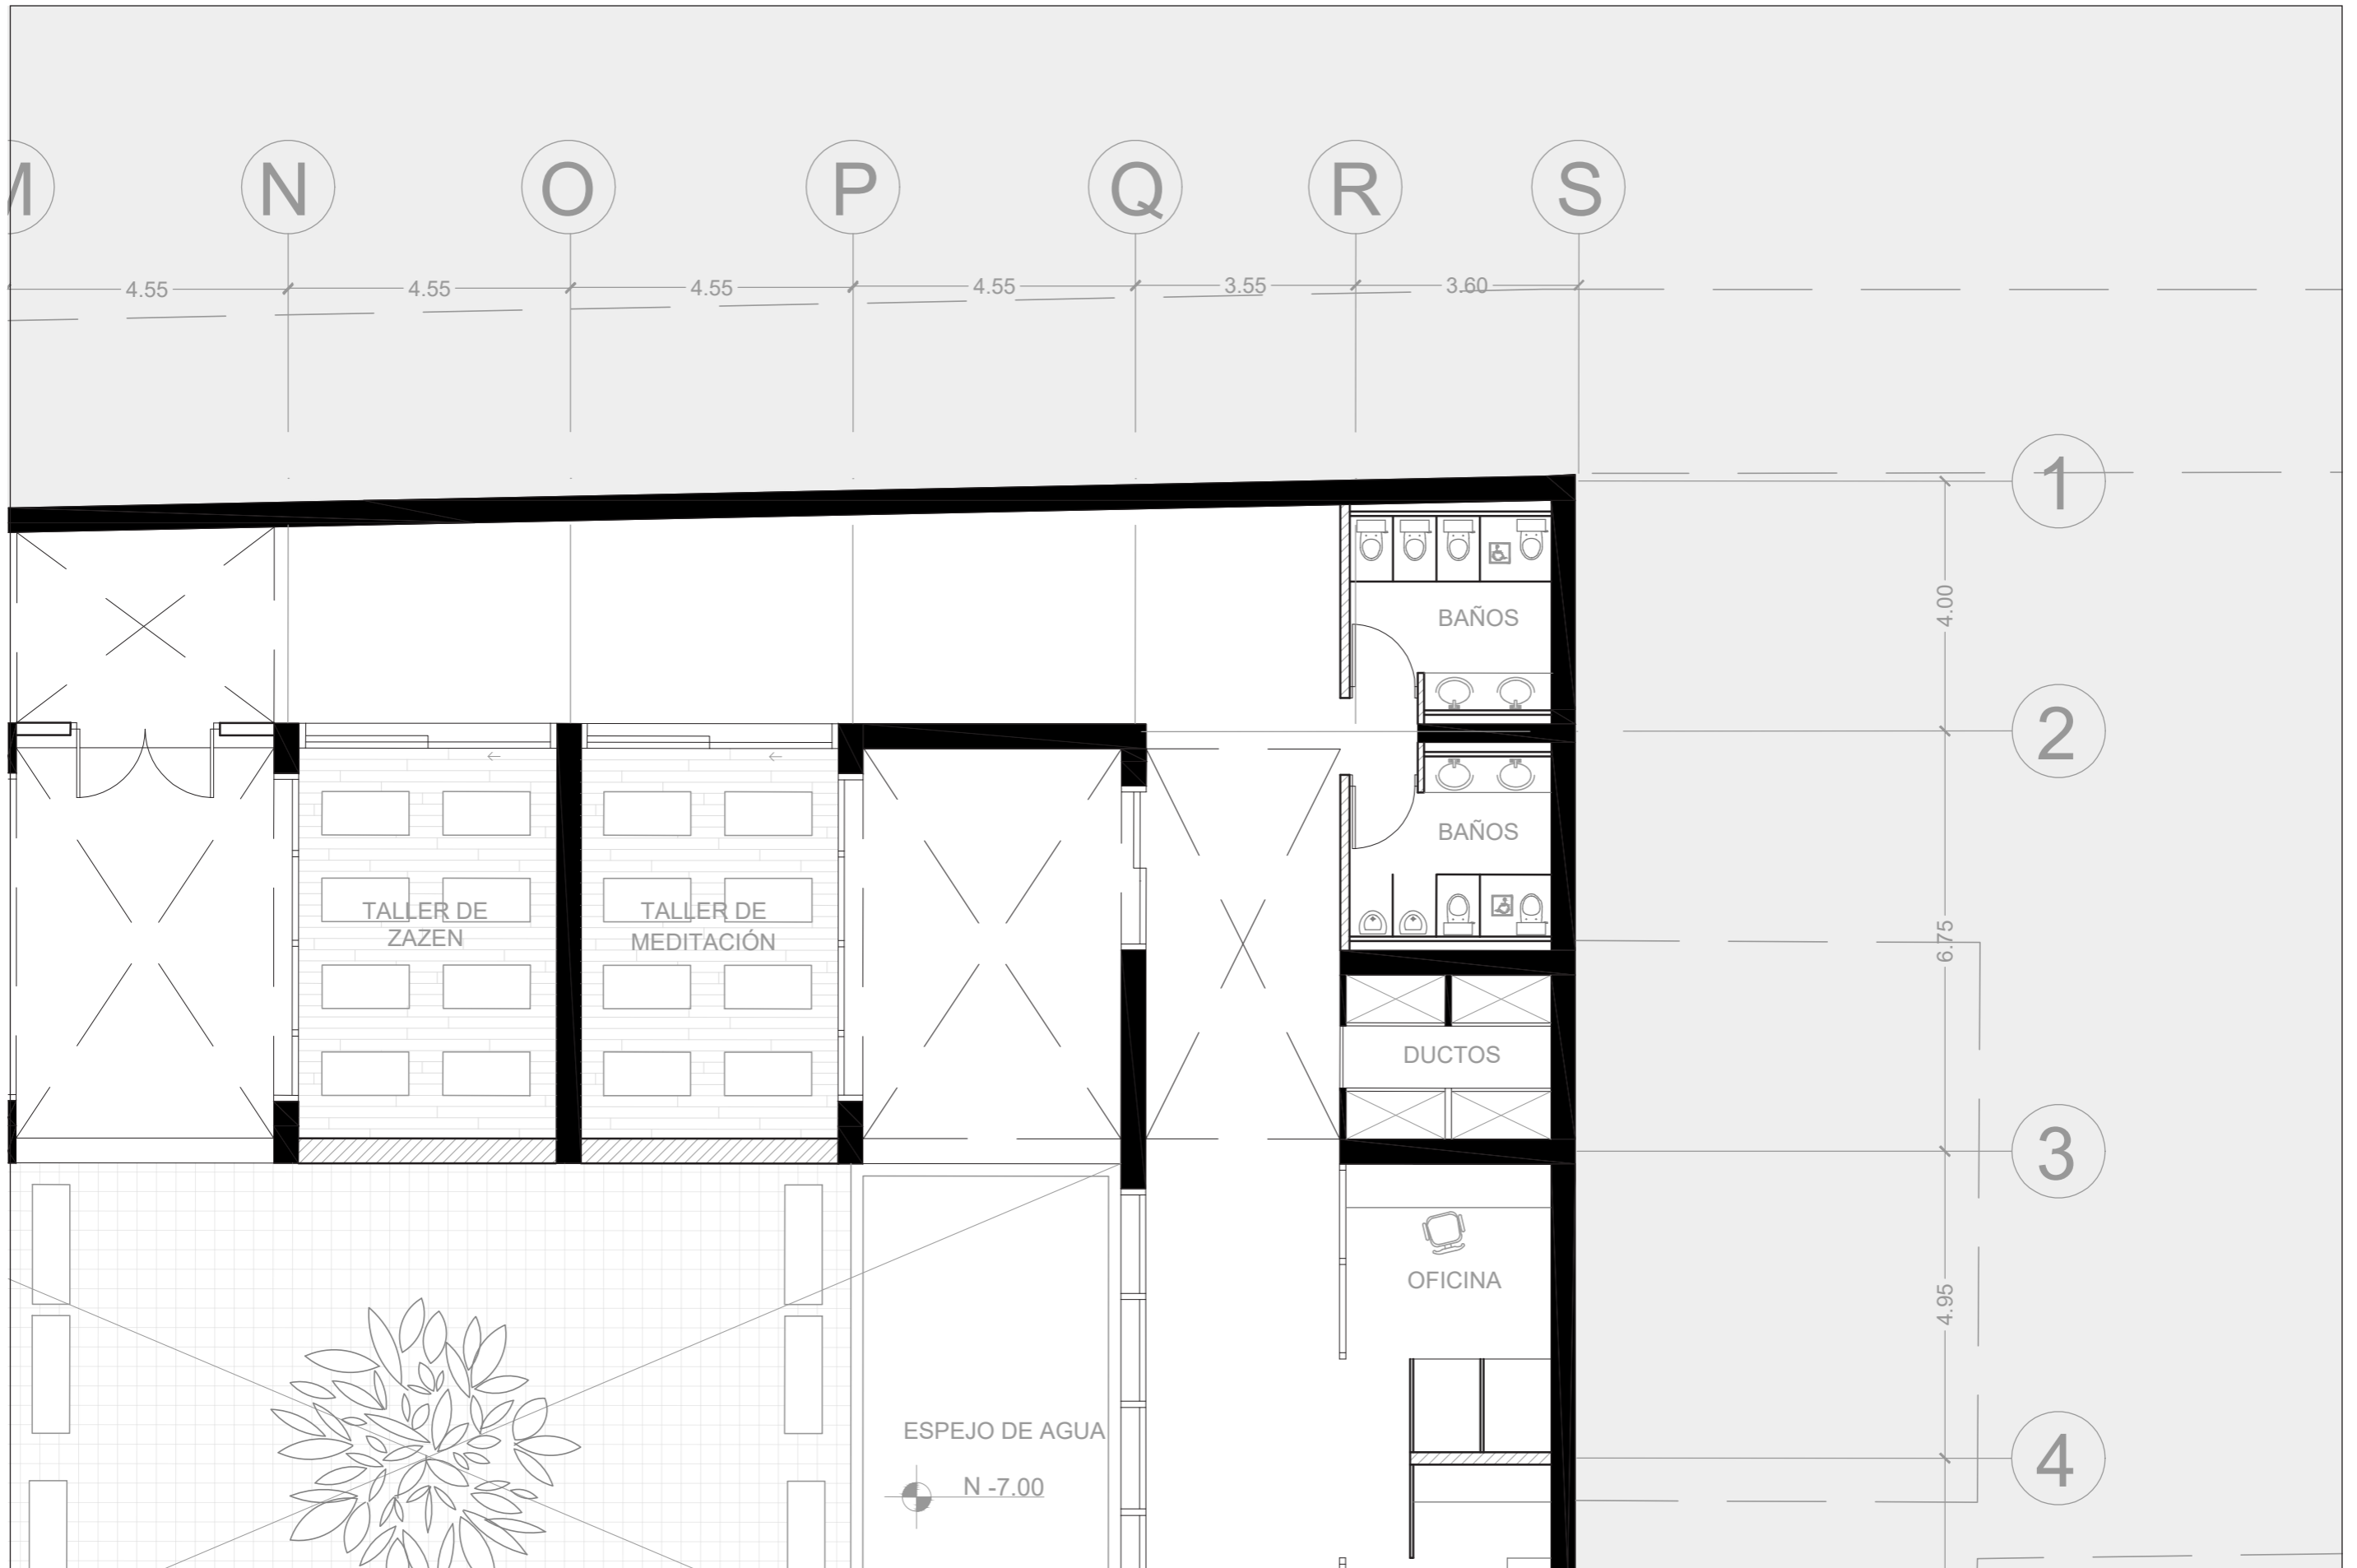 M
N
O
P
Q
R
S
4.55
4.55
4.55
4.55
3.55
3.60
1
4.00
BAÑOS
2
BAÑOS
6.75
TALLER DE
ZAZEN
TALLER DE
MEDITACIÓN
DUCTOS
3
OFICINA
4.95
ESPEJO DE AGUA
4
N -7.00